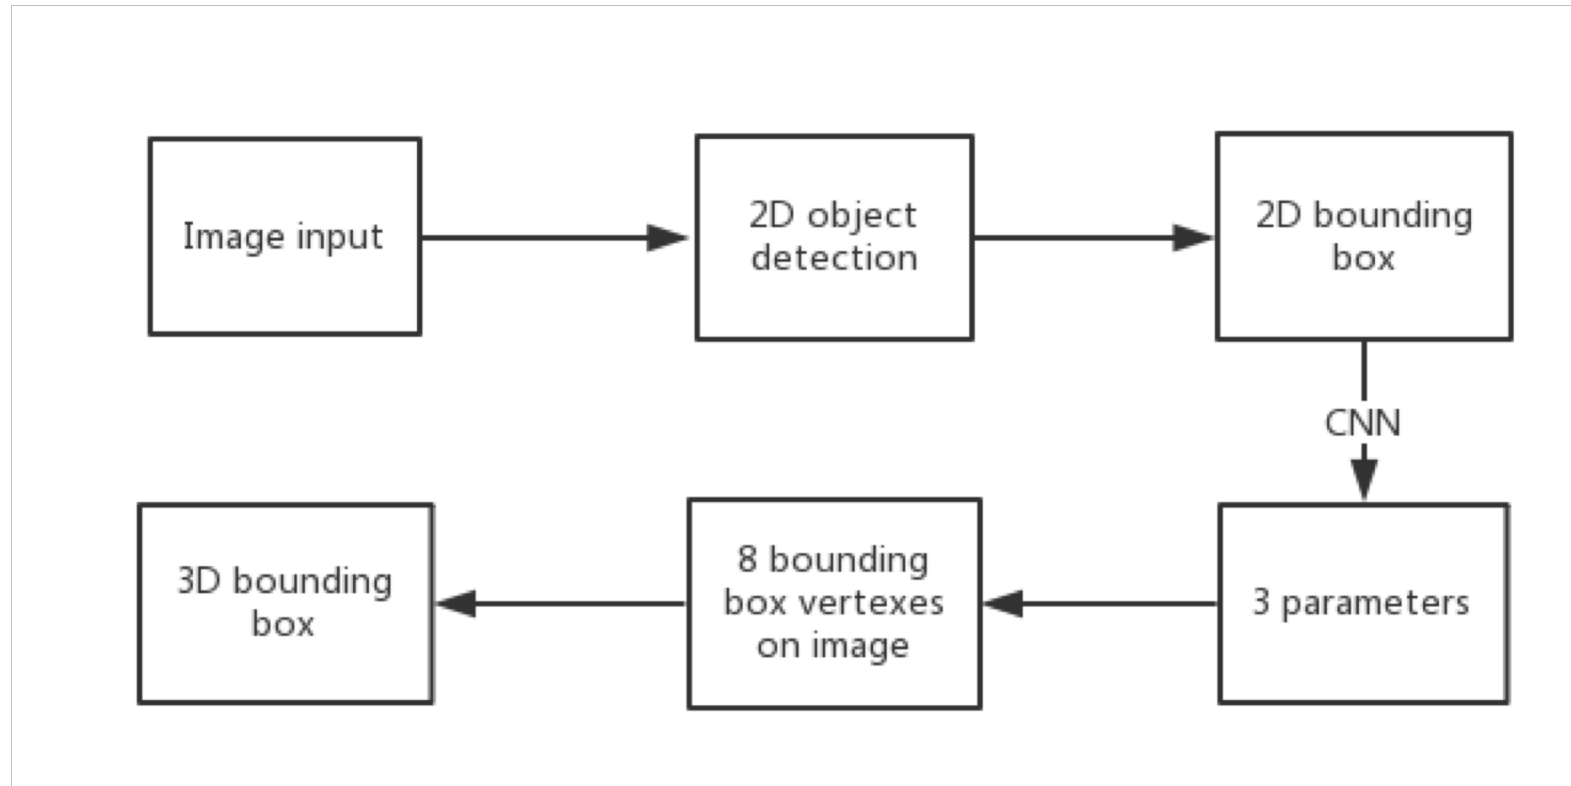 Image input
2D object
detection
2D bounding
box
CNN
3 parameters
8 bounding
box vertexes
on image
3D bounding
box